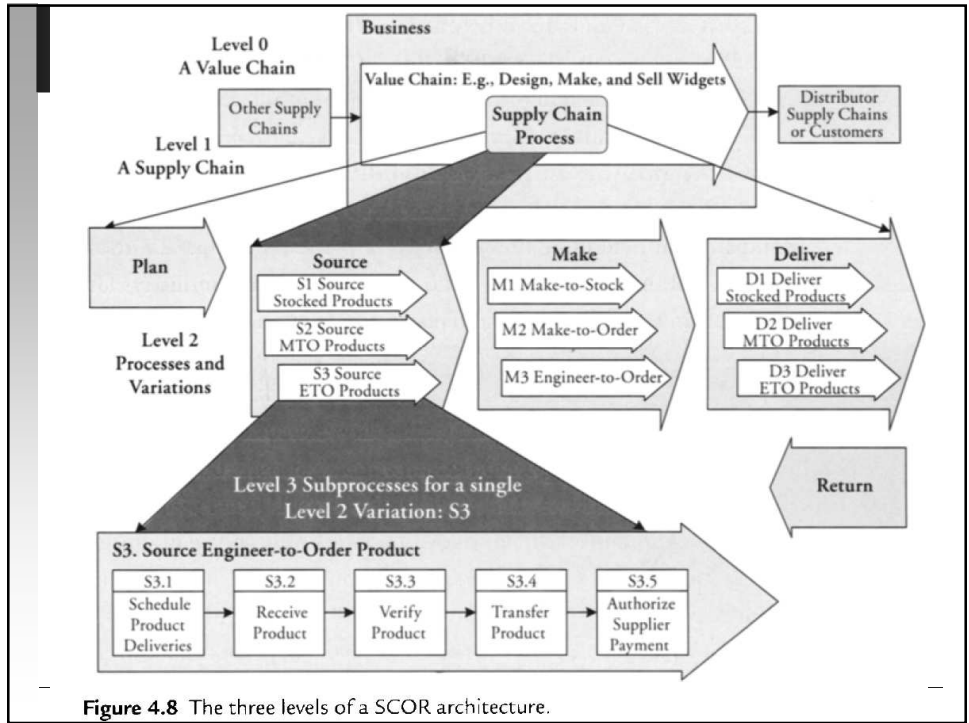 Business
Level 0
A Value Chain
Value Chain: E.g., Design, Make, and Sell Widgets
Other Supply
Chains
Supply Chain
Process
Distributor
Supply Chains
or Customers
Level 1
A Supply Chain
Plan
Source
S1 Source
Stocked Products
S2 Source
MTO Products
S3 Source
ETO Products
Make
M1 Make-to-Stock
M2 Make-to-Order
M3 Engineer-to-Order
Deliver
D1 Deliver
Stocked Products
D2 Deliver
MTO Products
D3 Deliver
ETO Products
Level 2
Processes and
Variations
Return
Level 3 Subprocesses for a single
Level 2 Variation: S3
S3. Source Engineer-to-Order Product
S3.1
Schedule
Product
Deliveries
S3.2
Receive
Product
S3.3
Verify
Product
S3.4
Transfer
Product
S3.5
Authorize
Supplier
Payment
Figure 4.8 The three levels of a SCOR architecture.